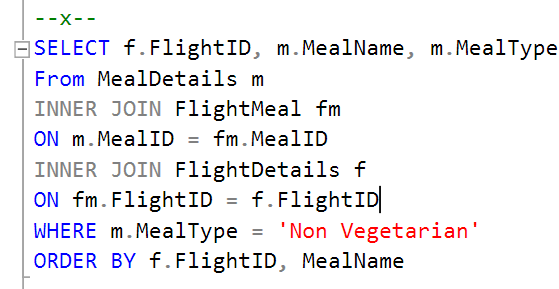 --x--
SELECT f.FlightID, m.MealName, m.MealType
From MealDetails m
INNER JOIN FlightMeal fm
ON m.MealID = fm.MealID
INNER JOIN FlightDetails f
ON fm.FlightID = f.FlightID
WHERE m.MealType = 'Non Vegetarian'
ORDER BY f.FlightID, MealName